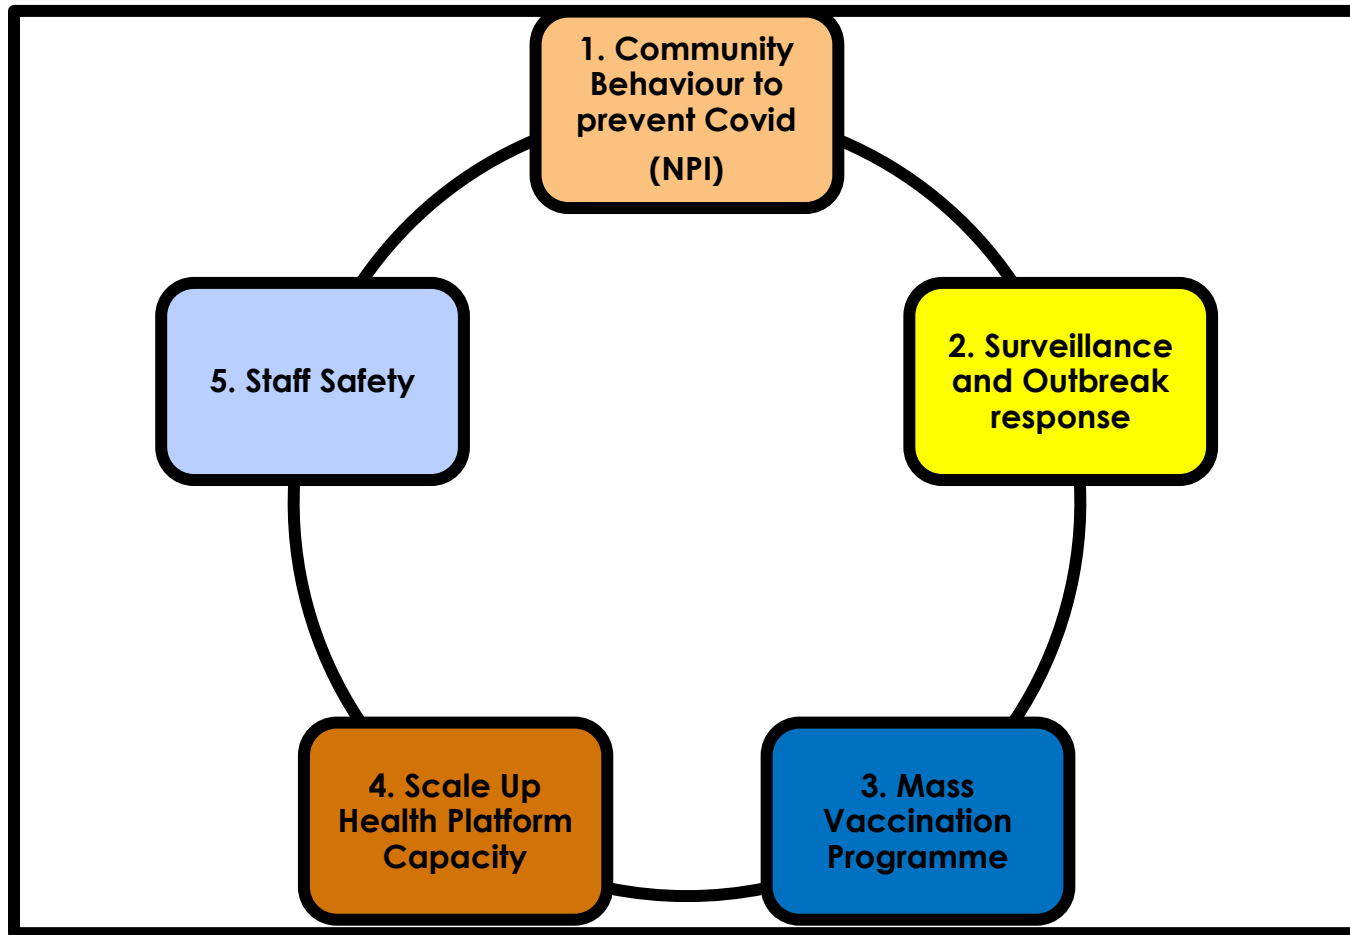 1. Community
Behaviour to
prevent Covid
(NPI)
2. Surveillance
and Outbreak
response
3. Mass
Vaccination
Programme
4. Scale Up
Health Platform
Capacity
5. Staff Safety